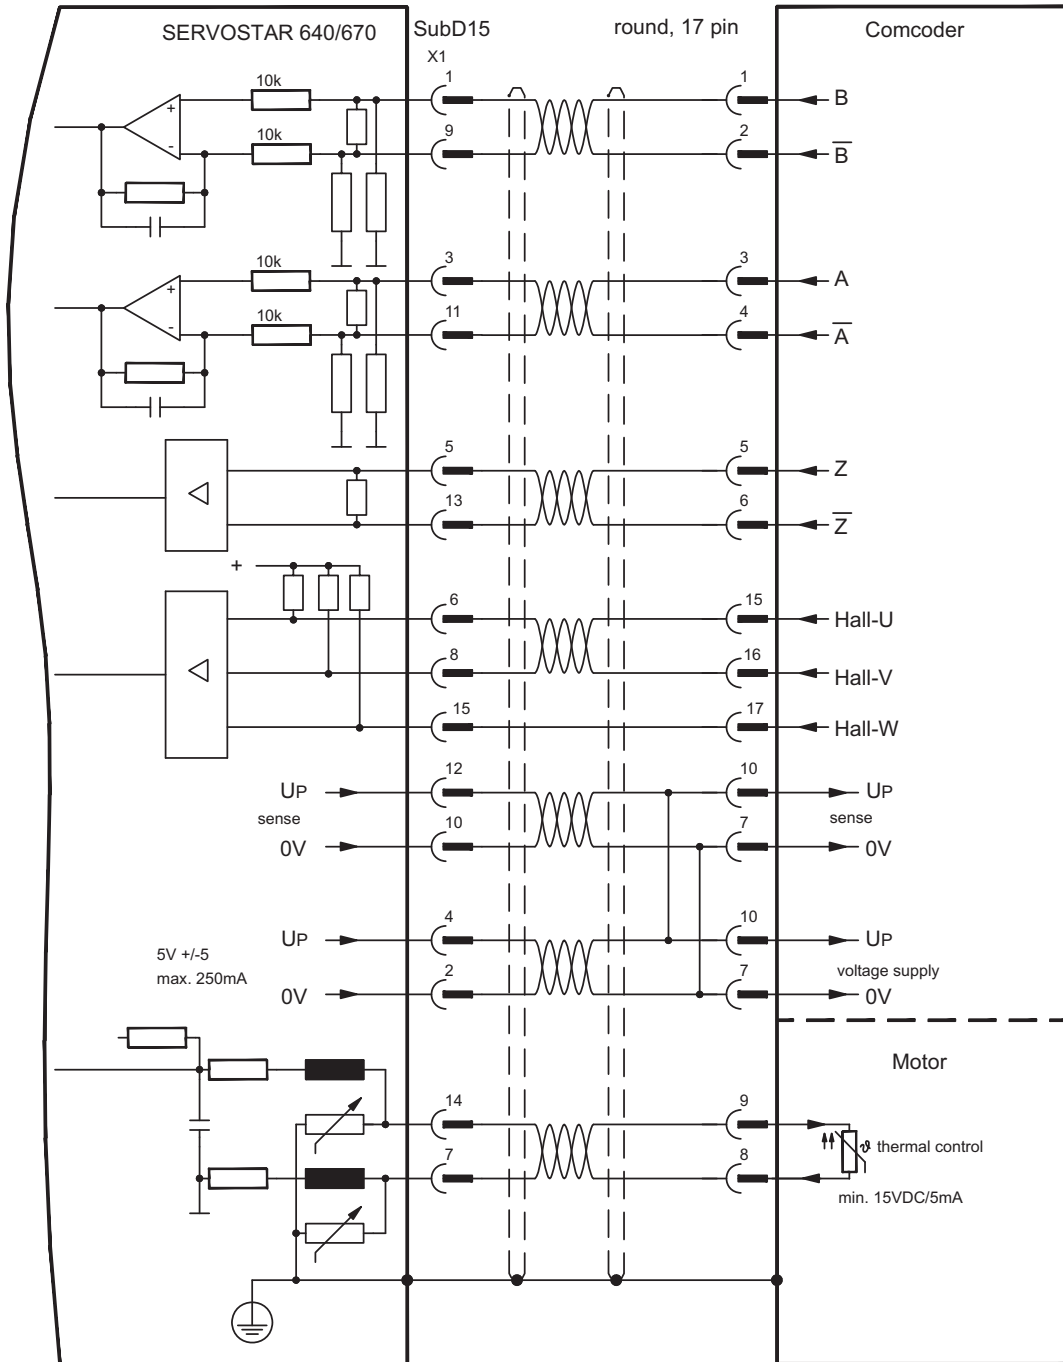 SERVOSTAR 640/670 SubD15 round, 17 pin Comcoder
X1
10k 1 1 B
+
10k 9 2 B̅
-
10k 3 3 A
+
10k 11 4 A̅
-
5 5 Z
13 6 Z̅
+
6 15 Hall-U
8 16 Hall-V
15 17 Hall-W
UP 12 10 UP
sense sense
0V 10 7 0V
UP 4 10 UP
5V +/-5
max. 250mA
voltage supply
0V 2 7 0V
Motor
14 9
ϑ thermal control
7 8
min. 15VDC/5mA